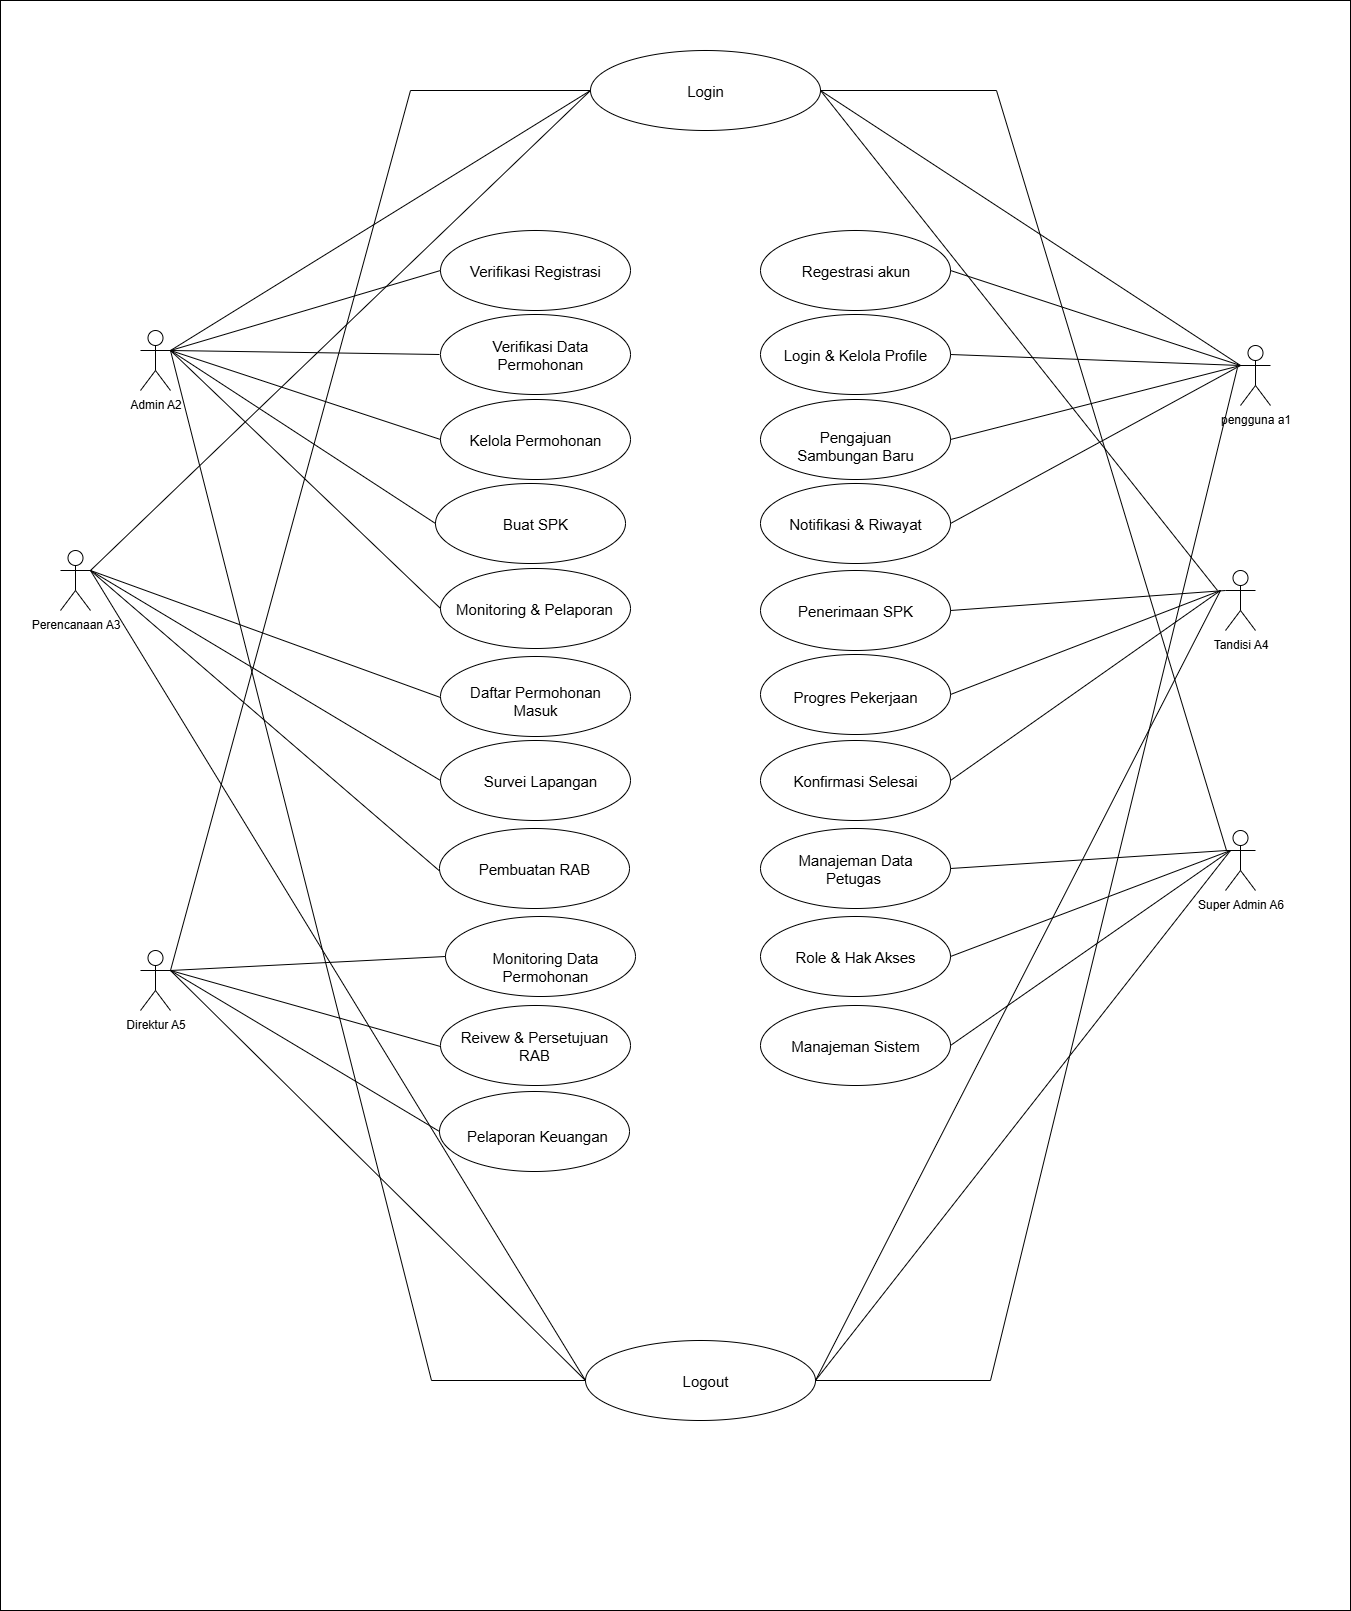 Login
Verifikasi Registrasi
Regestrasi akun
Verifikasi Data
Permohonan
Login & Kelola Profile
Admin A2
pengguna a1
Kelola Permohonan
Pengajuan
Sambungan Baru
Buat SPK
Notifikasi & Riwayat
Monitoring & Pelaporan
Penerimaan SPK
Perencanaan A3
Tandisi A4
Daftar Permohonan
Masuk
Progres Pekerjaan
Survei Lapangan
Konfirmasi Selesai
Pembuatan RAB
Manajeman Data
Petugas
Super Admin A6
Monitoring Data
Permohonan
Role & Hak Akses
Direktur A5
Reivew & Persetujuan
RAB
Manajeman Sistem
Pelaporan Keuangan
Logout